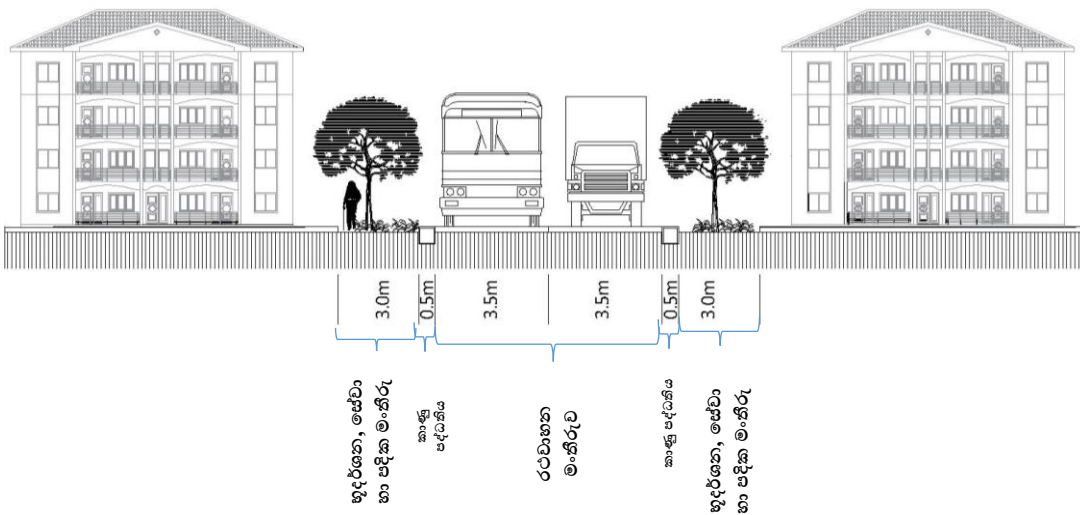 3.0m
0.5m
3.5m
3.5m
0.5m
3.0m
භූදර්ශන, සේවා
හා පදික මංතීරු
කාණු
පද්ධතිය
රථවාහන
මංතීරුව
කාණු පද්ධතිය
භූදර්ශන, සේවා
හා පදික මංතීරු